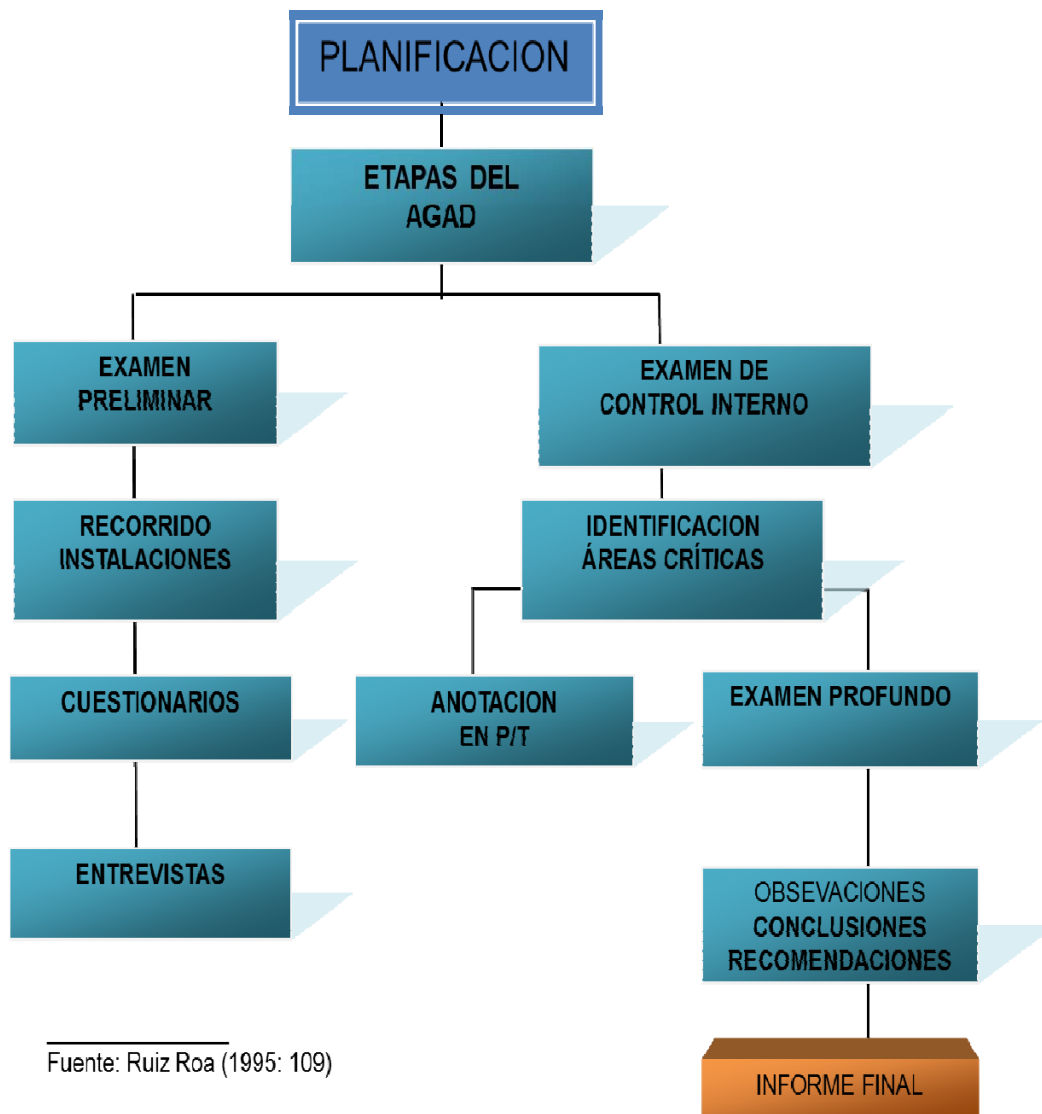 PLANIFICACION
ETAPAS DEL
AGAD
EXAMEN
PRELIMINAR
EXAMEN DE
CONTROL INTERNO
RECORRIDO
INSTALACIONES
IDENTIFICACION
ÁREAS CRÍTICAS
CUESTIONARIOS
ANOTACION
EN P/T
EXAMEN PROFUNDO
ENTREVISTAS
OBSEVACIONES
CONCLUSIONES
RECOMENDACIONES
Fuente: Ruiz Roa (1995: 109)
INFORME FINAL